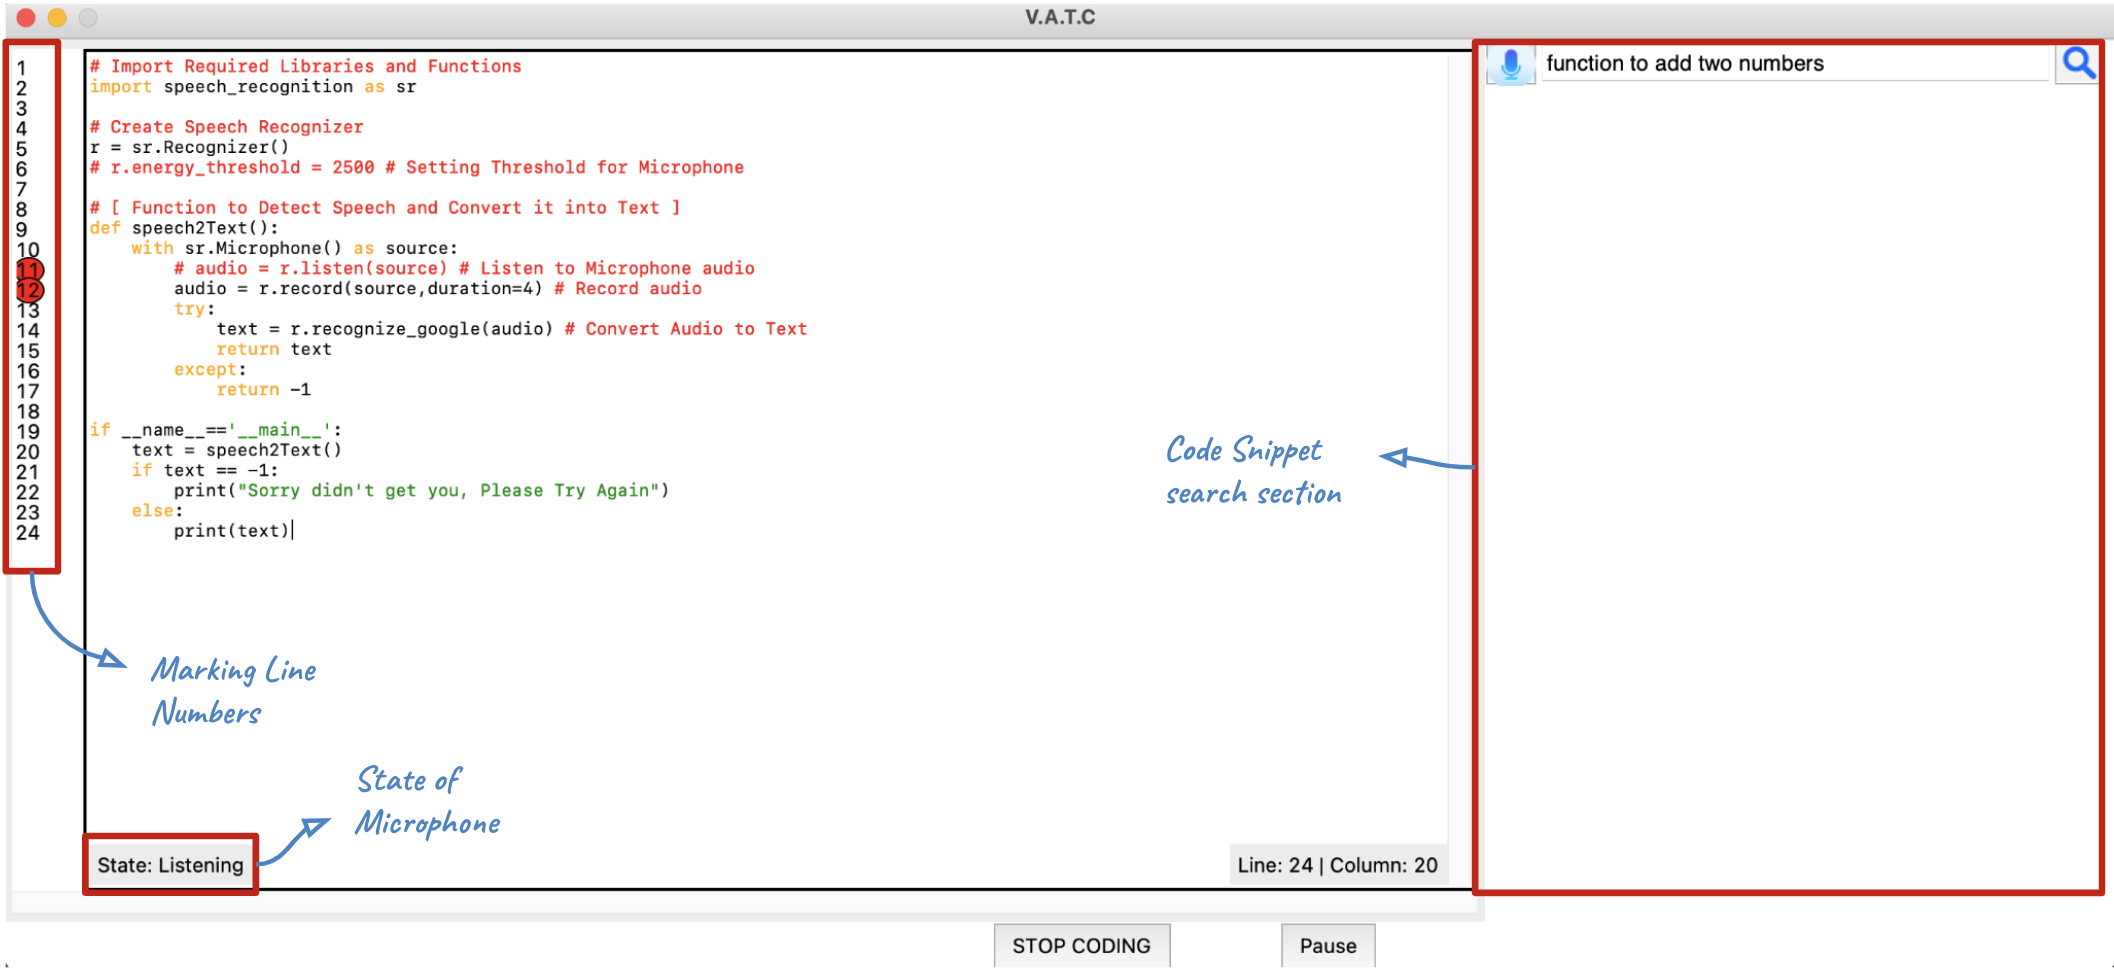 V.A.T.C
1 # Import Required Libraries and Functions
2 import speech_recognition as sr
3
4 # Create Speech Recognizer
5 r = sr.Recognizer()
6 # r.energy_threshold = 2500 # Setting Threshold for Microphone
7
8 # [ Function to Detect Speech and Convert it into Text ]
9 def speech2Text():
10     with sr.Microphone() as source:
11         # audio = r.listen(source) # Listen to Microphone audio
12         audio = r.record(source,duration=4) # Record audio
13         try:
14             text = r.recognize_google(audio) # Convert Audio to Text
15             return text
16         except:
17             return -1
18
19 if __name__=='__main__':
20     text = speech2Text()
21     if text == -1:
22         print("Sorry didn't get you, Please Try Again")
23     else:
24         print(text)
function to add two numbers
Code Snippet
search section
Marking Line
Numbers
State of
Microphone
State: Listening
Line: 24 | Column: 20
STOP CODING
Pause